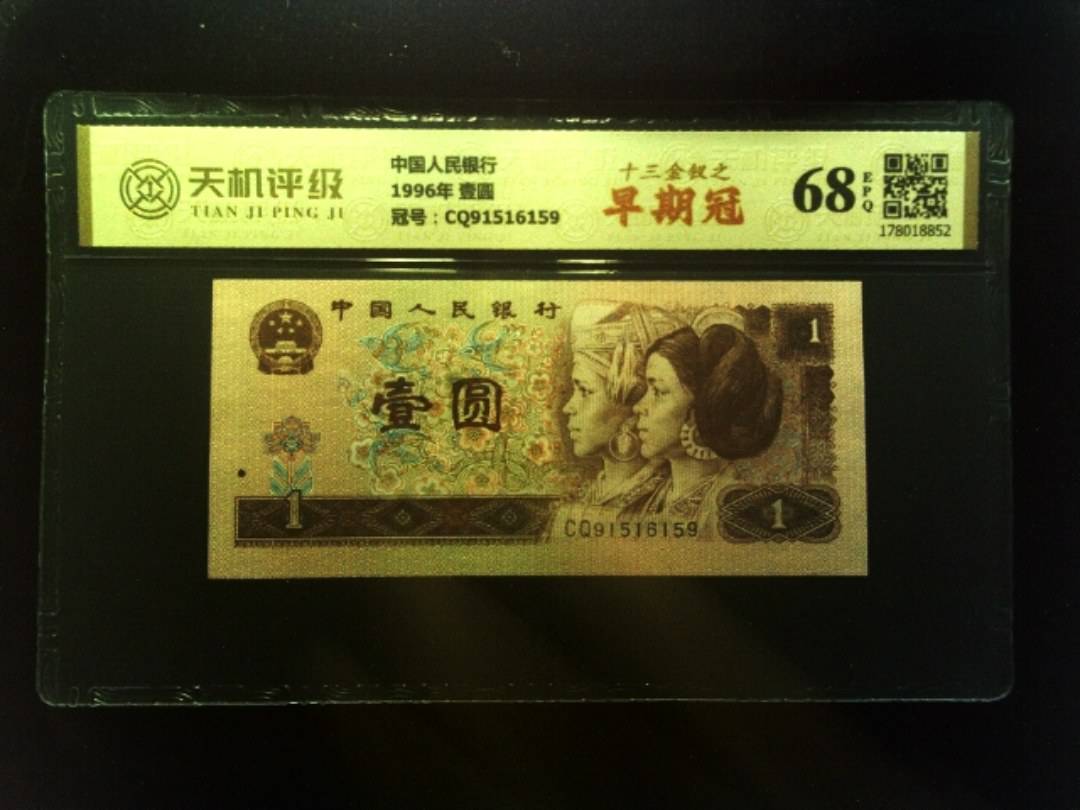 天机评级
TIAN JI PING JI
中国人民银行
1996年 壹圆
冠号：CQ91516159
十三金钗之
早期冠
68
EPQ
178018852
中国人民银行
1
壹圆
1
CQ91516159
1